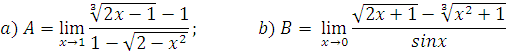 a) A = lim_{x→1} (∛(2x − 1) − 1)/(1 − √(2 − x²)); b) B = lim_{x→0} (√(2x + 1) − ∛(x² + 1))/sinx